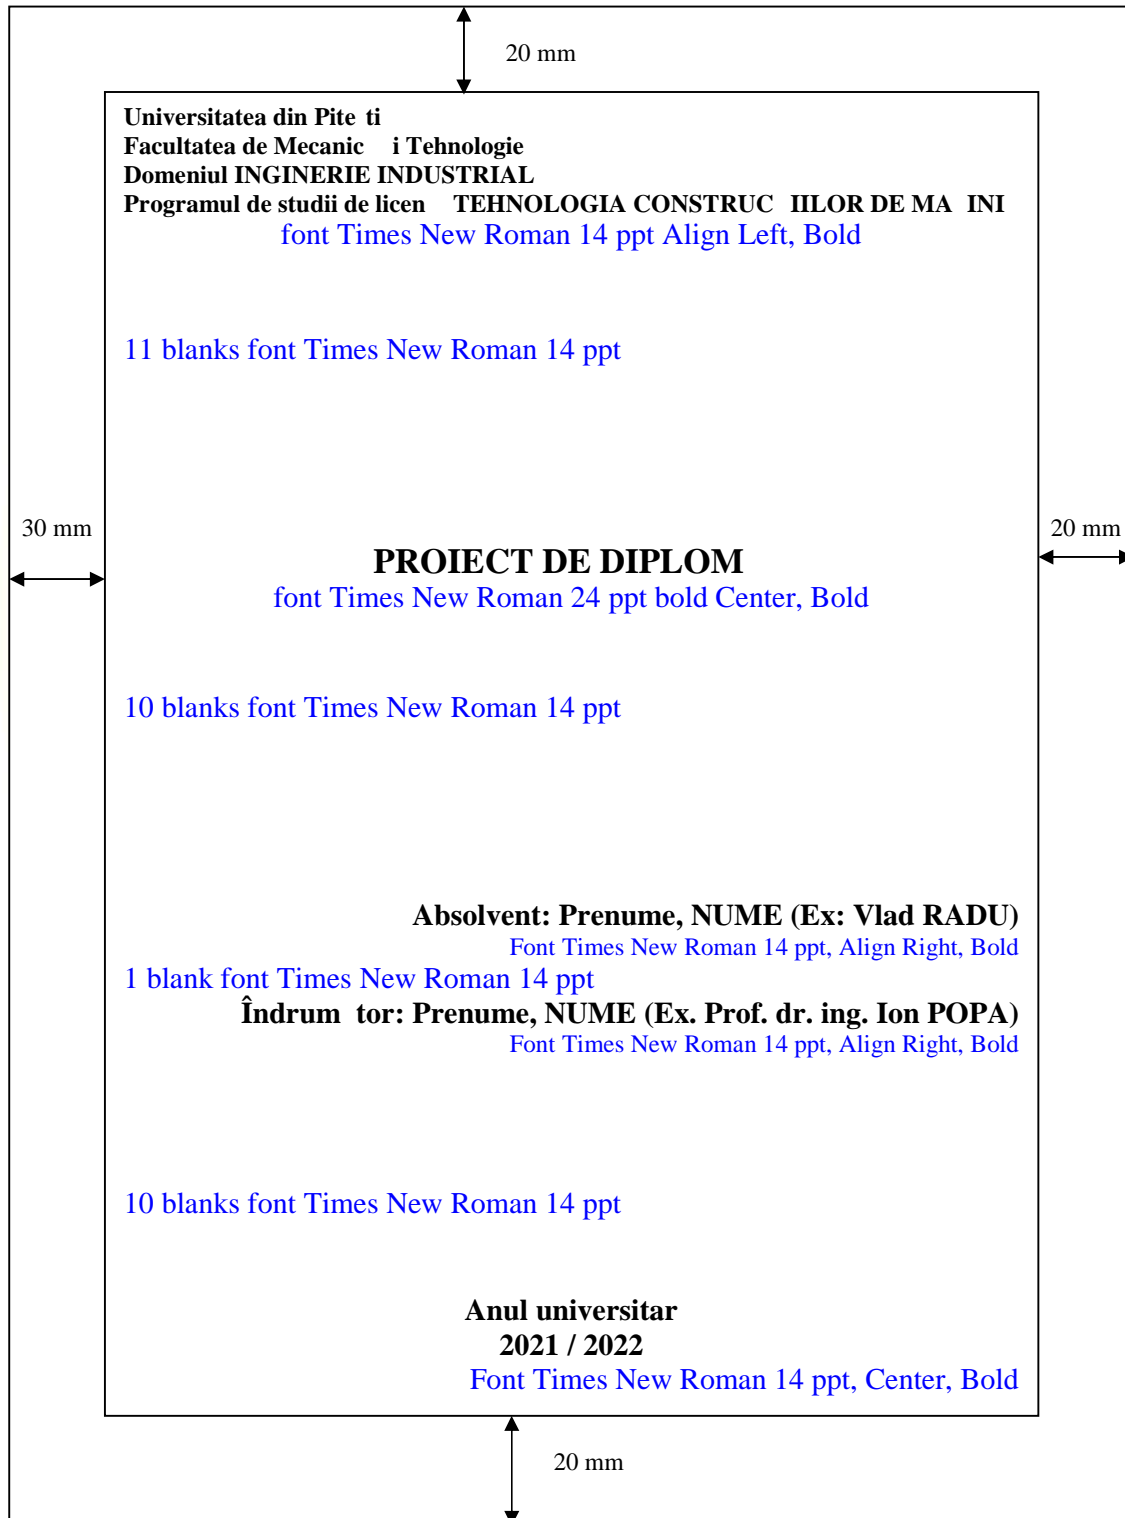 20 mm
Universitatea din Pite ti
Facultatea de Mecanic i Tehnologie
Domeniul INGINERIE INDUSTRIAL
Programul de studii de licen TEHNOLOGIA CONSTRUC IILOR DE MA INI
font Times New Roman 14 ppt Align Left, Bold
11 blanks font Times New Roman 14 ppt
30 mm
20 mm
PROIECT DE DIPLOM
font Times New Roman 24 ppt bold Center, Bold
10 blanks font Times New Roman 14 ppt
Absolvent: Prenume, NUME (Ex: Vlad RADU)
Font Times New Roman 14 ppt, Align Right, Bold
1 blank font Times New Roman 14 ppt
Îndrum tor: Prenume, NUME (Ex. Prof. dr. ing. Ion POPA)
Font Times New Roman 14 ppt, Align Right, Bold
10 blanks font Times New Roman 14 ppt
Anul universitar
2021 / 2022
Font Times New Roman 14 ppt, Center, Bold
20 mm